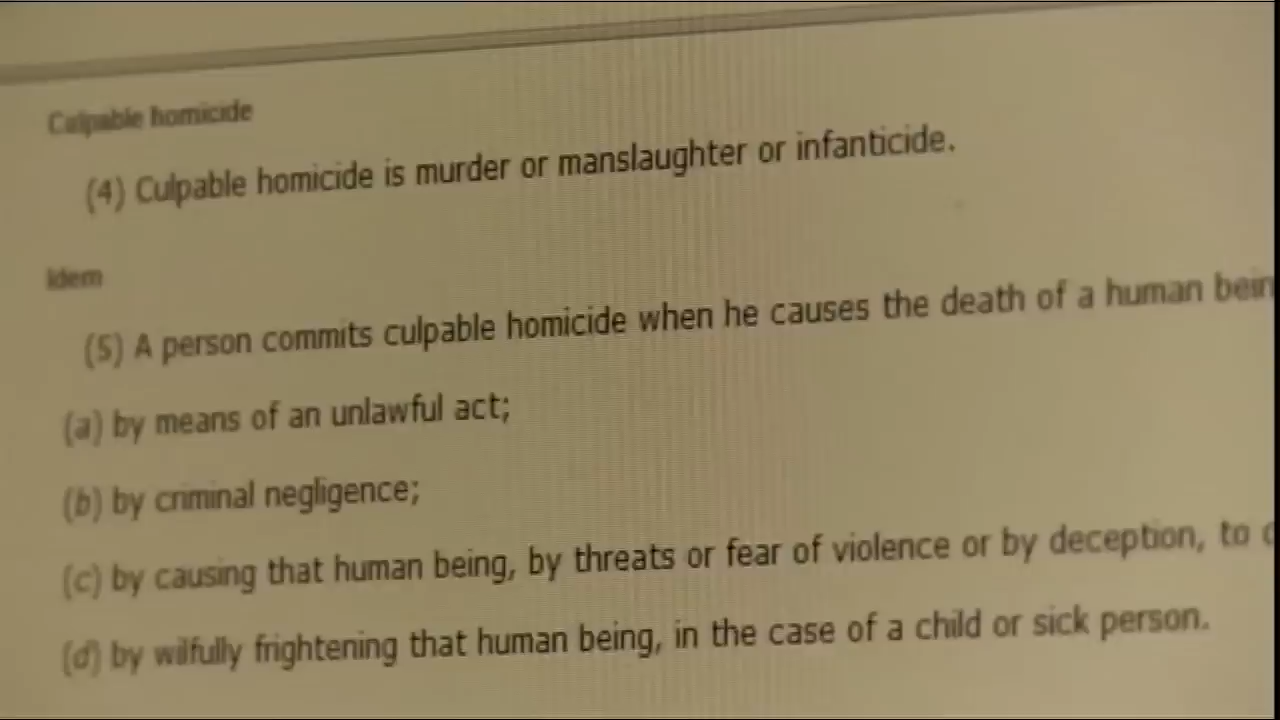 Culpable homicide
(4) Culpable homicide is murder or manslaughter or infanticide.
Idem
(5) A person commits culpable homicide when he causes the death of a human bein
(a) by means of an unlawful act;
(b) by criminal negligence;
(c) by causing that human being, by threats or fear of violence or by deception, to
(d) by wilfully frightening that human being, in the case of a child or sick person.